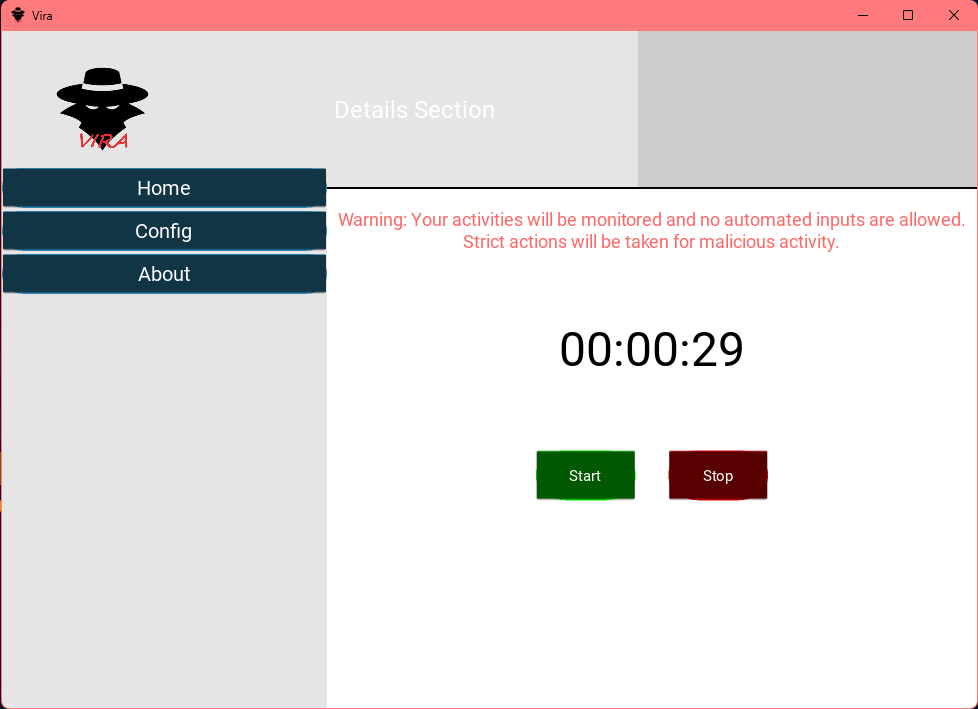 Vira
VIRA
Details Section
Home
Config
About
Warning: Your activities will be monitored and no automated inputs are allowed.
Strict actions will be taken for malicious activity.
00:00:29
Start
Stop